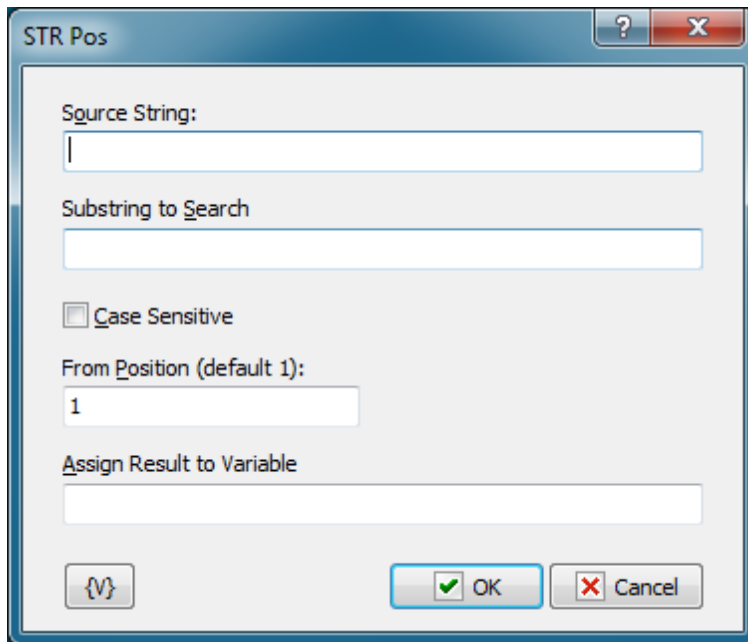 STR Pos
?
Source String:
Substring to Search
Case Sensitive
From Position (default 1):
1
Assign Result to Variable
{V} OK Cancel